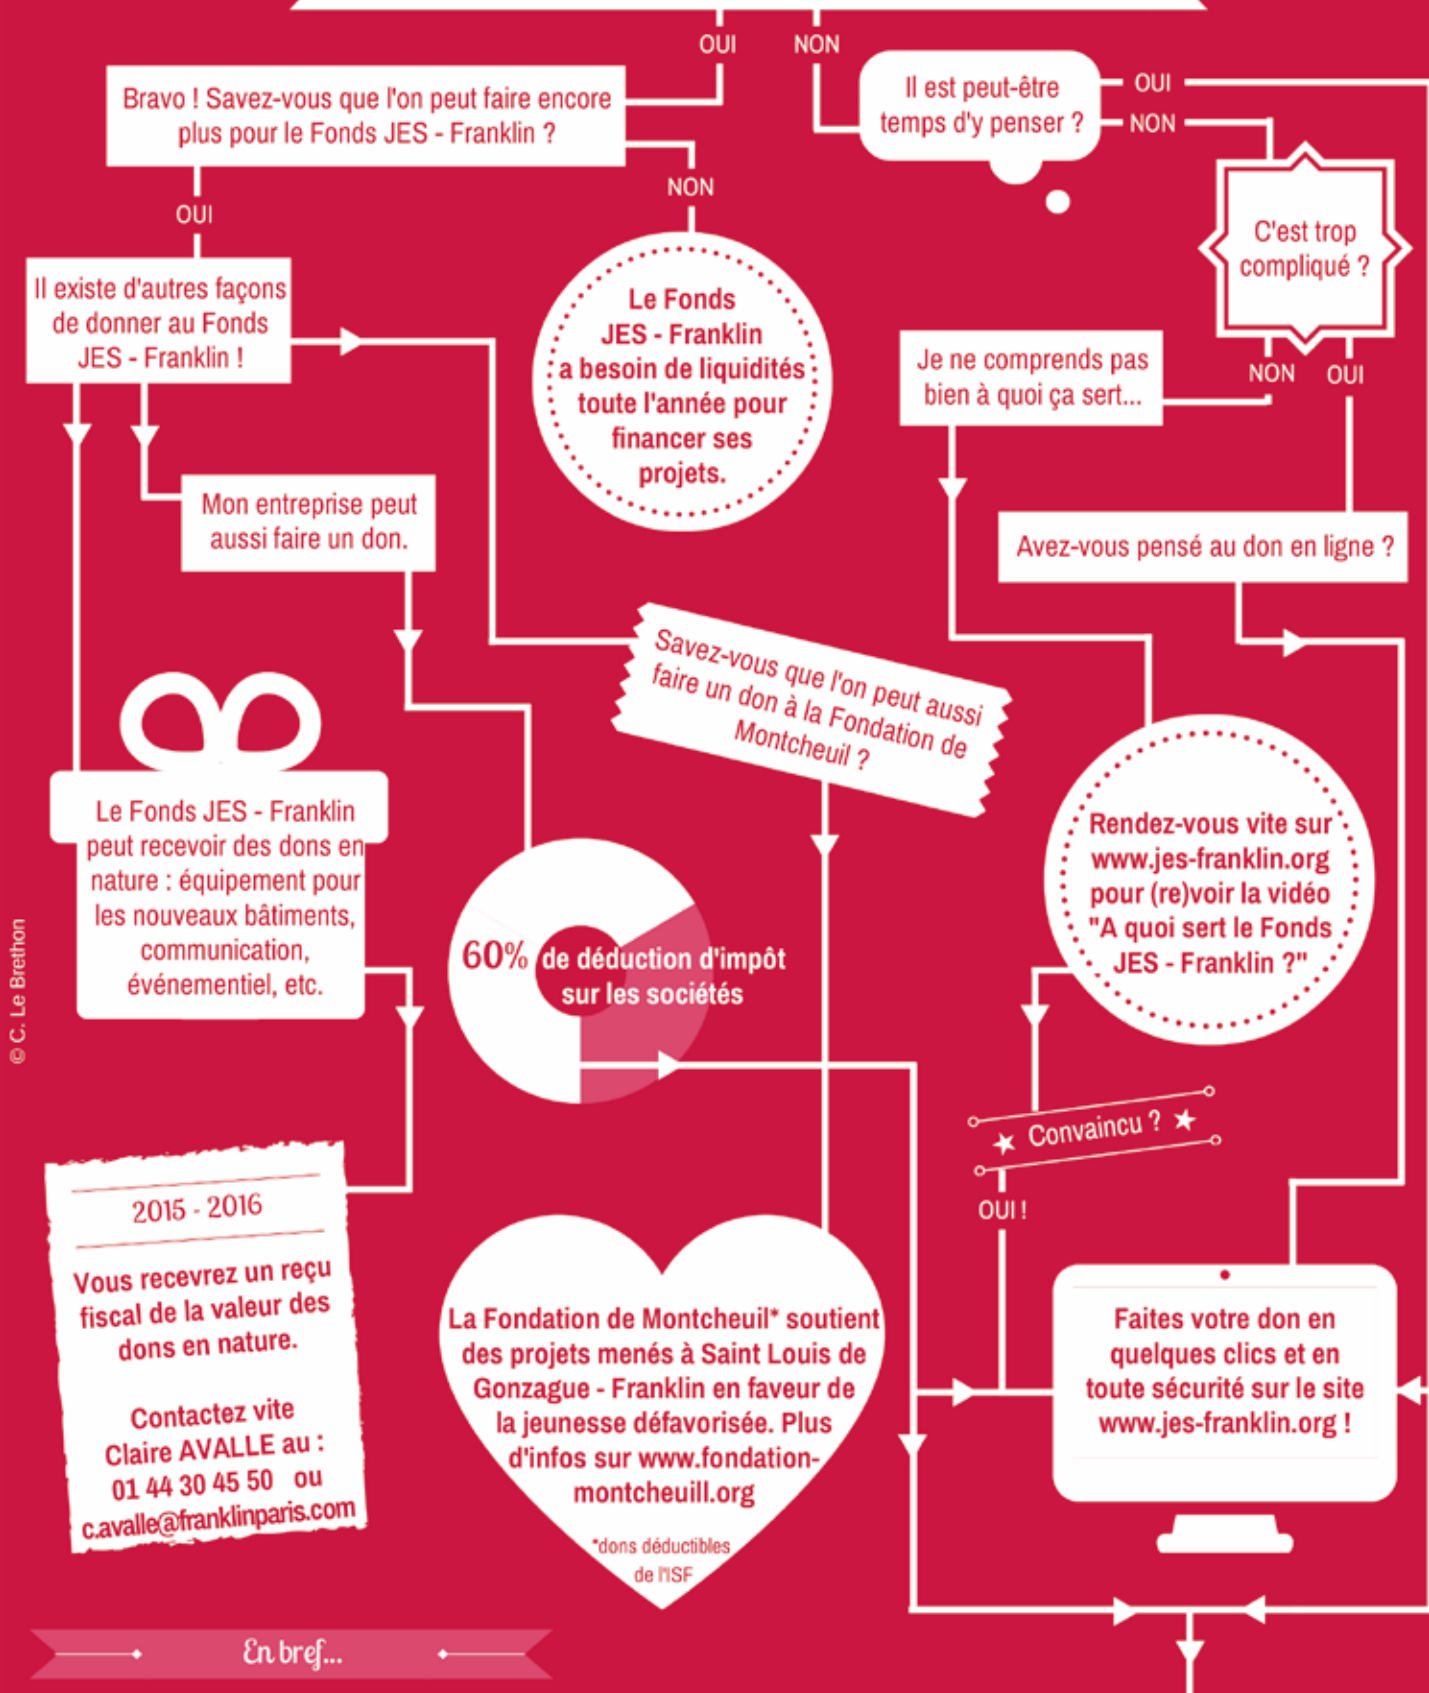 OUI
NON
Bravo ! Savez-vous que l'on peut faire encore
plus pour le Fonds JES - Franklin ?
Il est peut-être
temps d'y penser ?
OUI
NON
NON
OUI
C'est trop
compliqué ?
Il existe d'autres façons
de donner au Fonds
JES - Franklin !
Le Fonds
JES - Franklin
a besoin de liquidités
toute l'année pour
financer ses
projets.
Je ne comprends pas
bien à quoi ça sert...
NON
OUI
Mon entreprise peut
aussi faire un don.
Avez-vous pensé au don en ligne ?
Savez-vous que l'on peut aussi
faire un don à la Fondation de
Montcheuil ?
Le Fonds JES - Franklin
peut recevoir des dons en
nature : équipement pour
les nouveaux bâtiments,
communication,
événementiel, etc.
60% de déduction d'impôt
sur les sociétés
Rendez-vous vite sur
www.jes-franklin.org
pour (re)voir la vidéo
"A quoi sert le Fonds
JES - Franklin ?"
© C. Le Brethon
Convaincu ?
OUI !
2015 - 2016
Vous recevrez un reçu
fiscal de la valeur des
dons en nature.
Contactez vite
Claire AVALLE au :
01 44 30 45 50 ou
c.avalle@franklinparis.com
La Fondation de Montcheuil* soutient
des projets menés à Saint Louis de
Gonzague - Franklin en faveur de
la jeunesse défavorisée. Plus
d'infos sur www.fondation-
montcheuill.org
*dons déductibles
de l'ISF
Faites votre don en
quelques clics et en
toute sécurité sur le site
www.jes-franklin.org !
En bref...